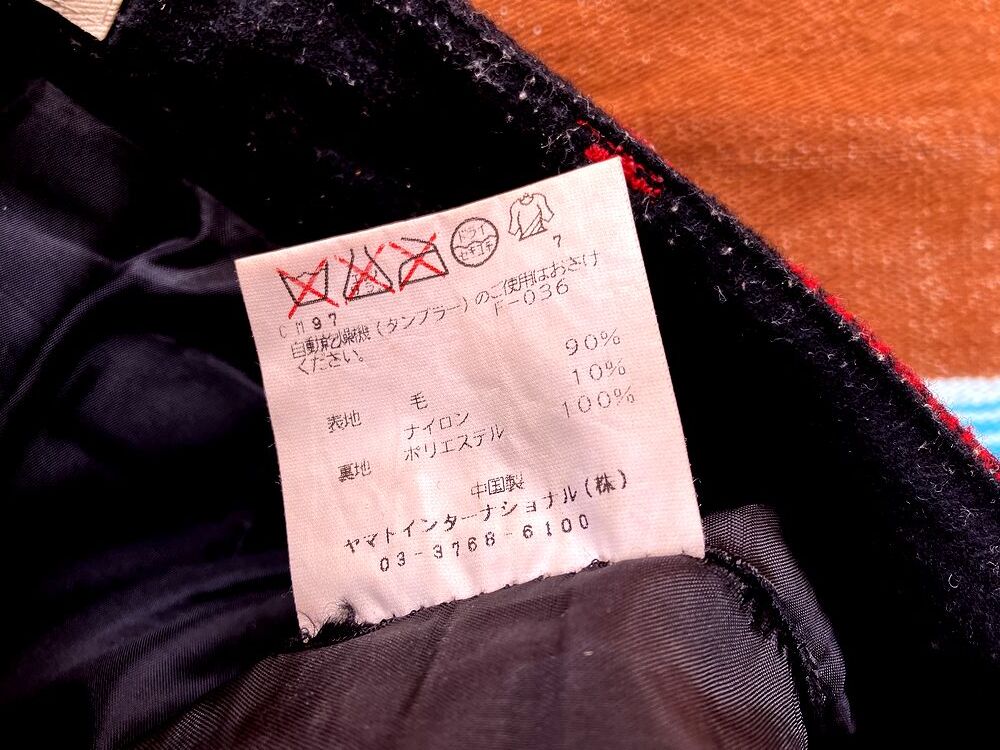 ドライ
セキユ系
7
CM97
自動乾燥機(タンブラー)のご使用はおさけ
ください。
F-036
表地 毛 90%
ナイロン 10%
裏地 ポリエステル 100%
中国製
ヤマトインターナショナル(株)
03-3768-6100